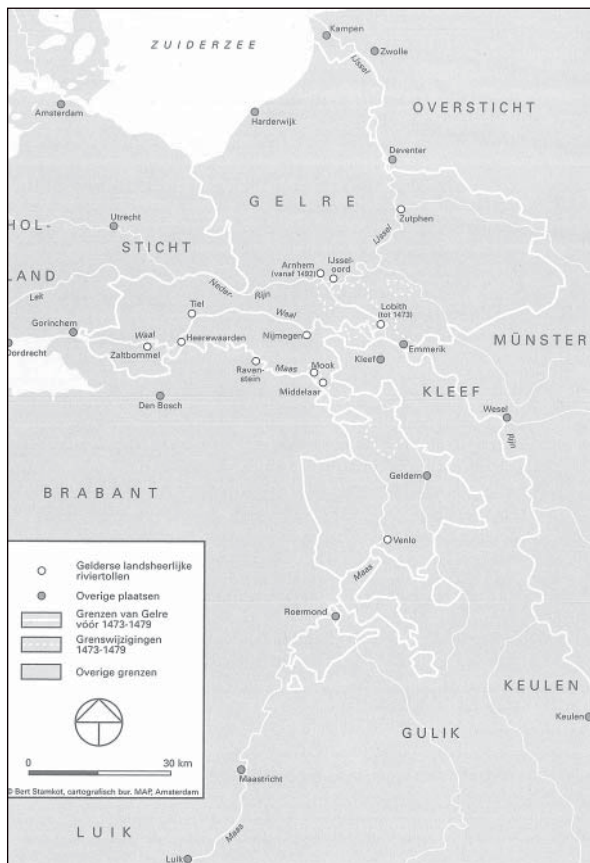 Kampen
ZUIDERZEE
Zwolle
IJssel
OVERSTICHT
Amsterdam
Harderwijk
Deventer
GELRE
Zutphen
IJssel
HOL-
LAND
Utrecht
STICHT
Arnhem
(vanaf 1492)
IJssel-
oord
Neder-
Rijn
Lek
Tiel
Waal
Lobith
(tot 1473)
Gorinchem
Waal
Heerewaarden
Nijmegen
MÜNSTER
Dordrecht
Zaltbommel
Emmerik
Kleef
Raven-
stein
Maas
Mook
Middelaar
KLEEF
Den Bosch
Wesel
Rijn
Geldern
BRABANT
Venlo
Maas
Roermond
Gelderse landsheerlijke
riviertollen
Overige plaatsen
Grenzen van Gelre
vóór 1473-1479
Grenswijzigingen
1473-1479
Overige grenzen
0 30 km
© Bert Stamkot, cartografisch bur. MAP, Amsterdam
KEULEN
Keulen
GULIK
Maastricht
LUIK
Maas
Luik